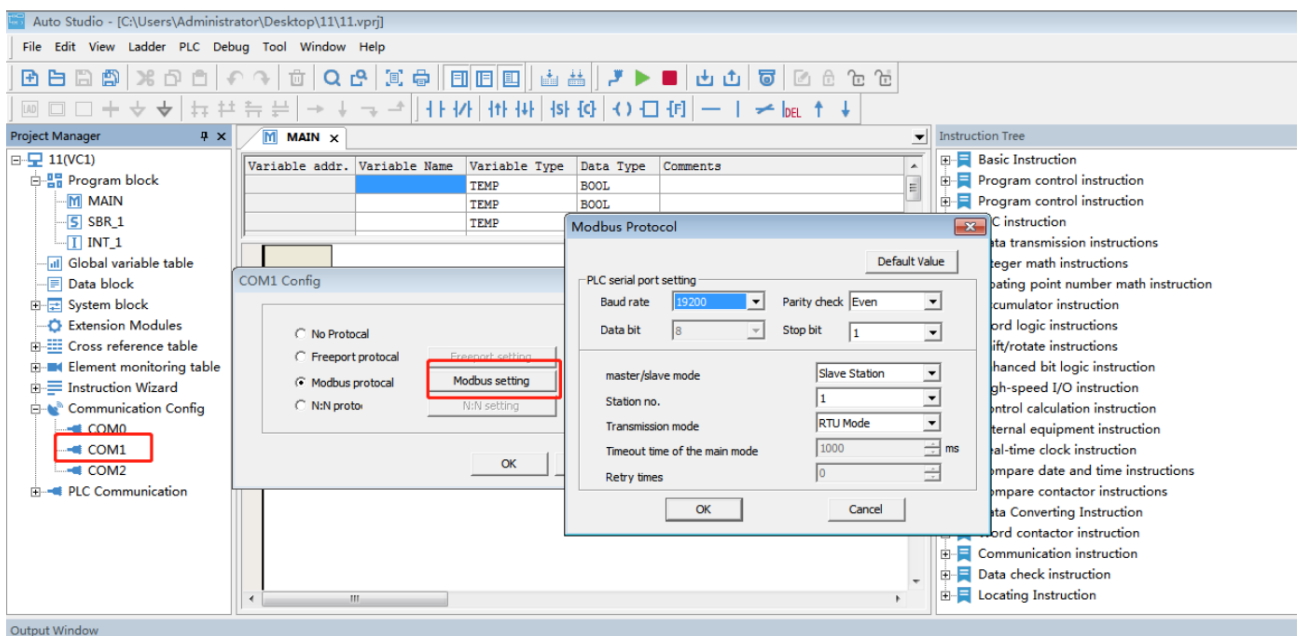 Auto Studio - [C:\Users\Administrator\Desktop\11\11.vprj]
File Edit View Ladder PLC Debug Tool Window Help
LAD
DEL
Project Manager
11(VC1)
Program block
MAIN
SBR_1
INT_1
Global variable table
Data block
System block
Extension Modules
Cross reference table
Element monitoring table
Instruction Wizard
Communication Config
COM0
COM1
COM2
PLC Communication
MAIN
Variable addr. Variable Name Variable Type Data Type Comments
TEMP BOOL
TEMP BOOL
TEMP
COM1 Config
No Protocal
Freeport protocal
Freeport setting
Modbus protocal
Modbus setting
N:N proto
N:N setting
OK
Modbus Protocol
Default Value
PLC serial port setting
Baud rate 19200 Parity check Even
Data bit 8 Stop bit 1
master/slave mode Slave Station
Station no. 1
Transmission mode RTU Mode
Timeout time of the main mode 1000 ms
Retry times 0
OK Cancel
Instruction Tree
Basic Instruction
Program control instruction
Program control instruction
C instruction
ata transmission instructions
teger math instructions
oating point number math instruction
cumulator instruction
ord logic instructions
ift/rotate instructions
nhanced bit logic instruction
gh-speed I/O instruction
ontrol calculation instruction
ternal equipment instruction
al-time clock instruction
ompare date and time instructions
ompare contactor instructions
ata Converting Instruction
Word contactor instruction
Communication instruction
Data check instruction
Locating Instruction
Output Window